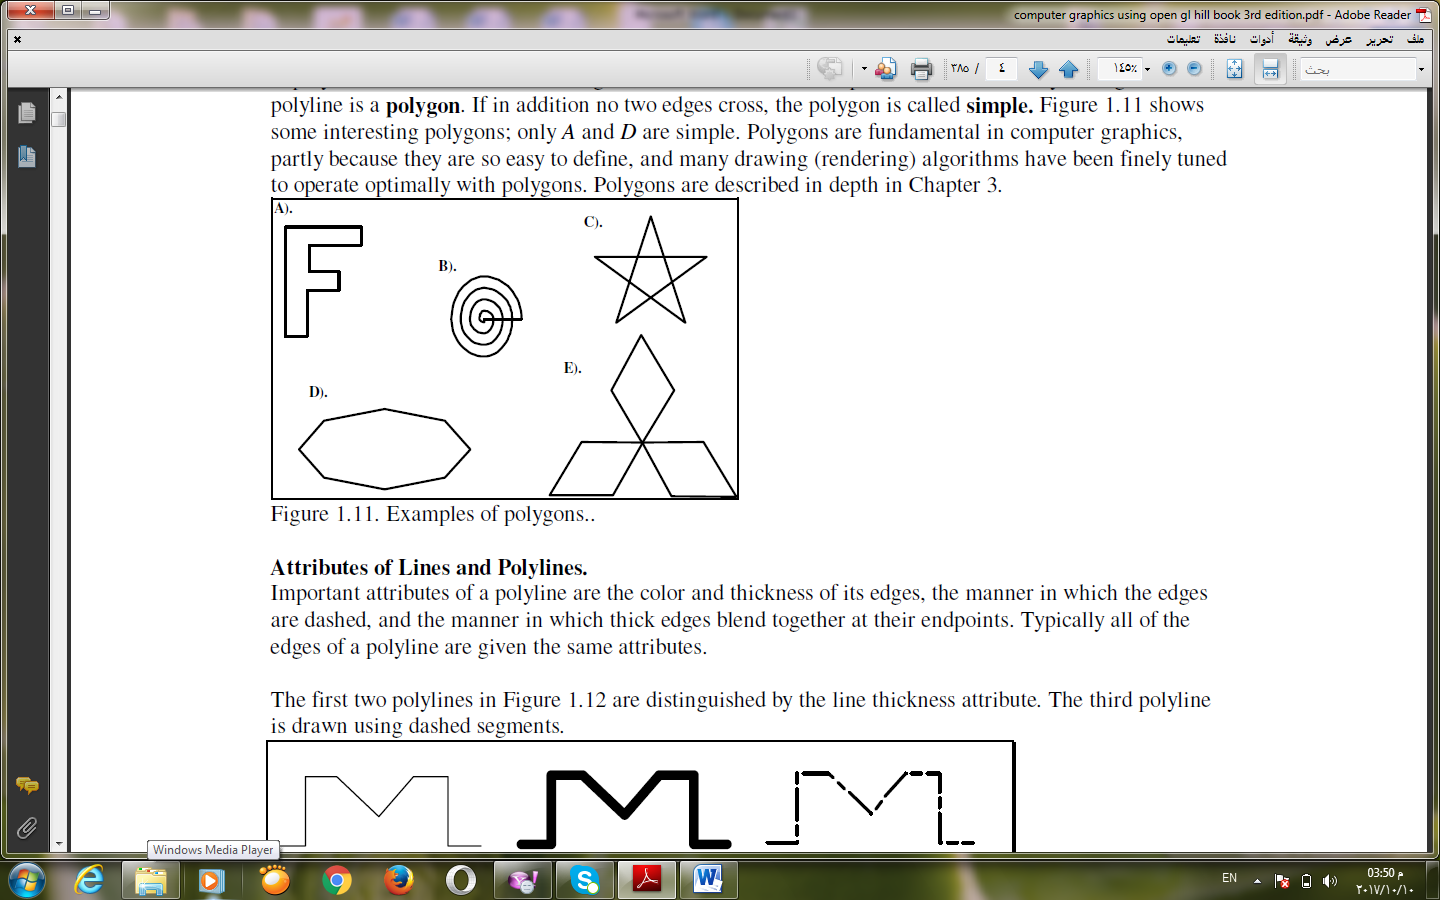 computer graphics using open gl hill book 3rd edition.pdf - Adobe Reader
ملف تحرير عرض وثيقة أدوات نافذة تعليمات
٣٨٥ / ٤ ١٤٥٪ بحث
polyline is a polygon. If in addition no two edges cross, the polygon is called simple. Figure 1.11 shows
some interesting polygons; only A and D are simple. Polygons are fundamental in computer graphics,
partly because they are so easy to define, and many drawing (rendering) algorithms have been finely tuned
to operate optimally with polygons. Polygons are described in depth in Chapter 3.
A).
C).
B).
E).
D).
Figure 1.11. Examples of polygons..
Attributes of Lines and Polylines.
Important attributes of a polyline are the color and thickness of its edges, the manner in which the edges
are dashed, and the manner in which thick edges blend together at their endpoints. Typically all of the
edges of a polyline are given the same attributes.
The first two polylines in Figure 1.12 are distinguished by the line thickness attribute. The third polyline
is drawn using dashed segments.
Windows Media Player
EN
03:50 م
٢٠١٧/١٠/١٠